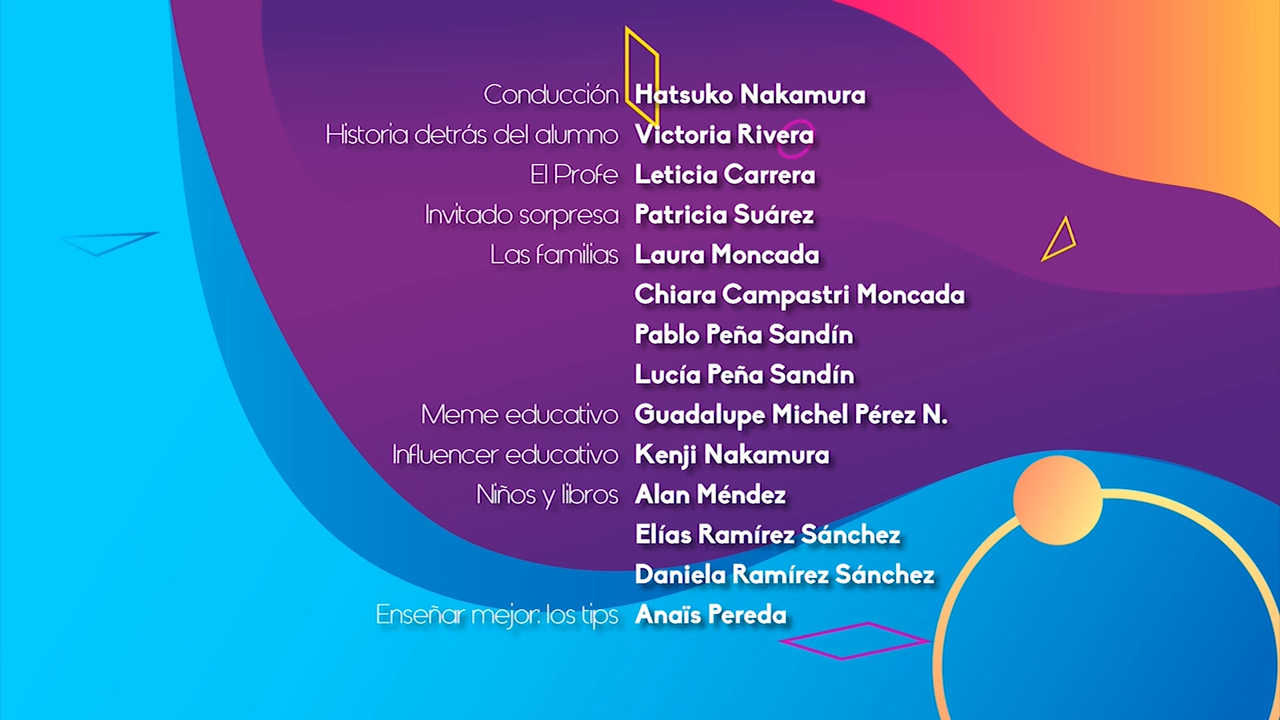 Conducción Hatsuko Nakamura
Historia detrás del alumno Victoria Rivera
El Profe Leticia Carrera
Invitado sorpresa Patricia Suárez
Las familias Laura Moncada
Chiara Campastri Moncada
Pablo Peña Sandín
Lucía Peña Sandín
Meme educativo Guadalupe Michel Pérez N.
Influencer educativo Kenji Nakamura
Niños y libros Alan Méndez
Elías Ramírez Sánchez
Daniela Ramírez Sánchez
Enseñar mejor: los tips Anaïs Pereda